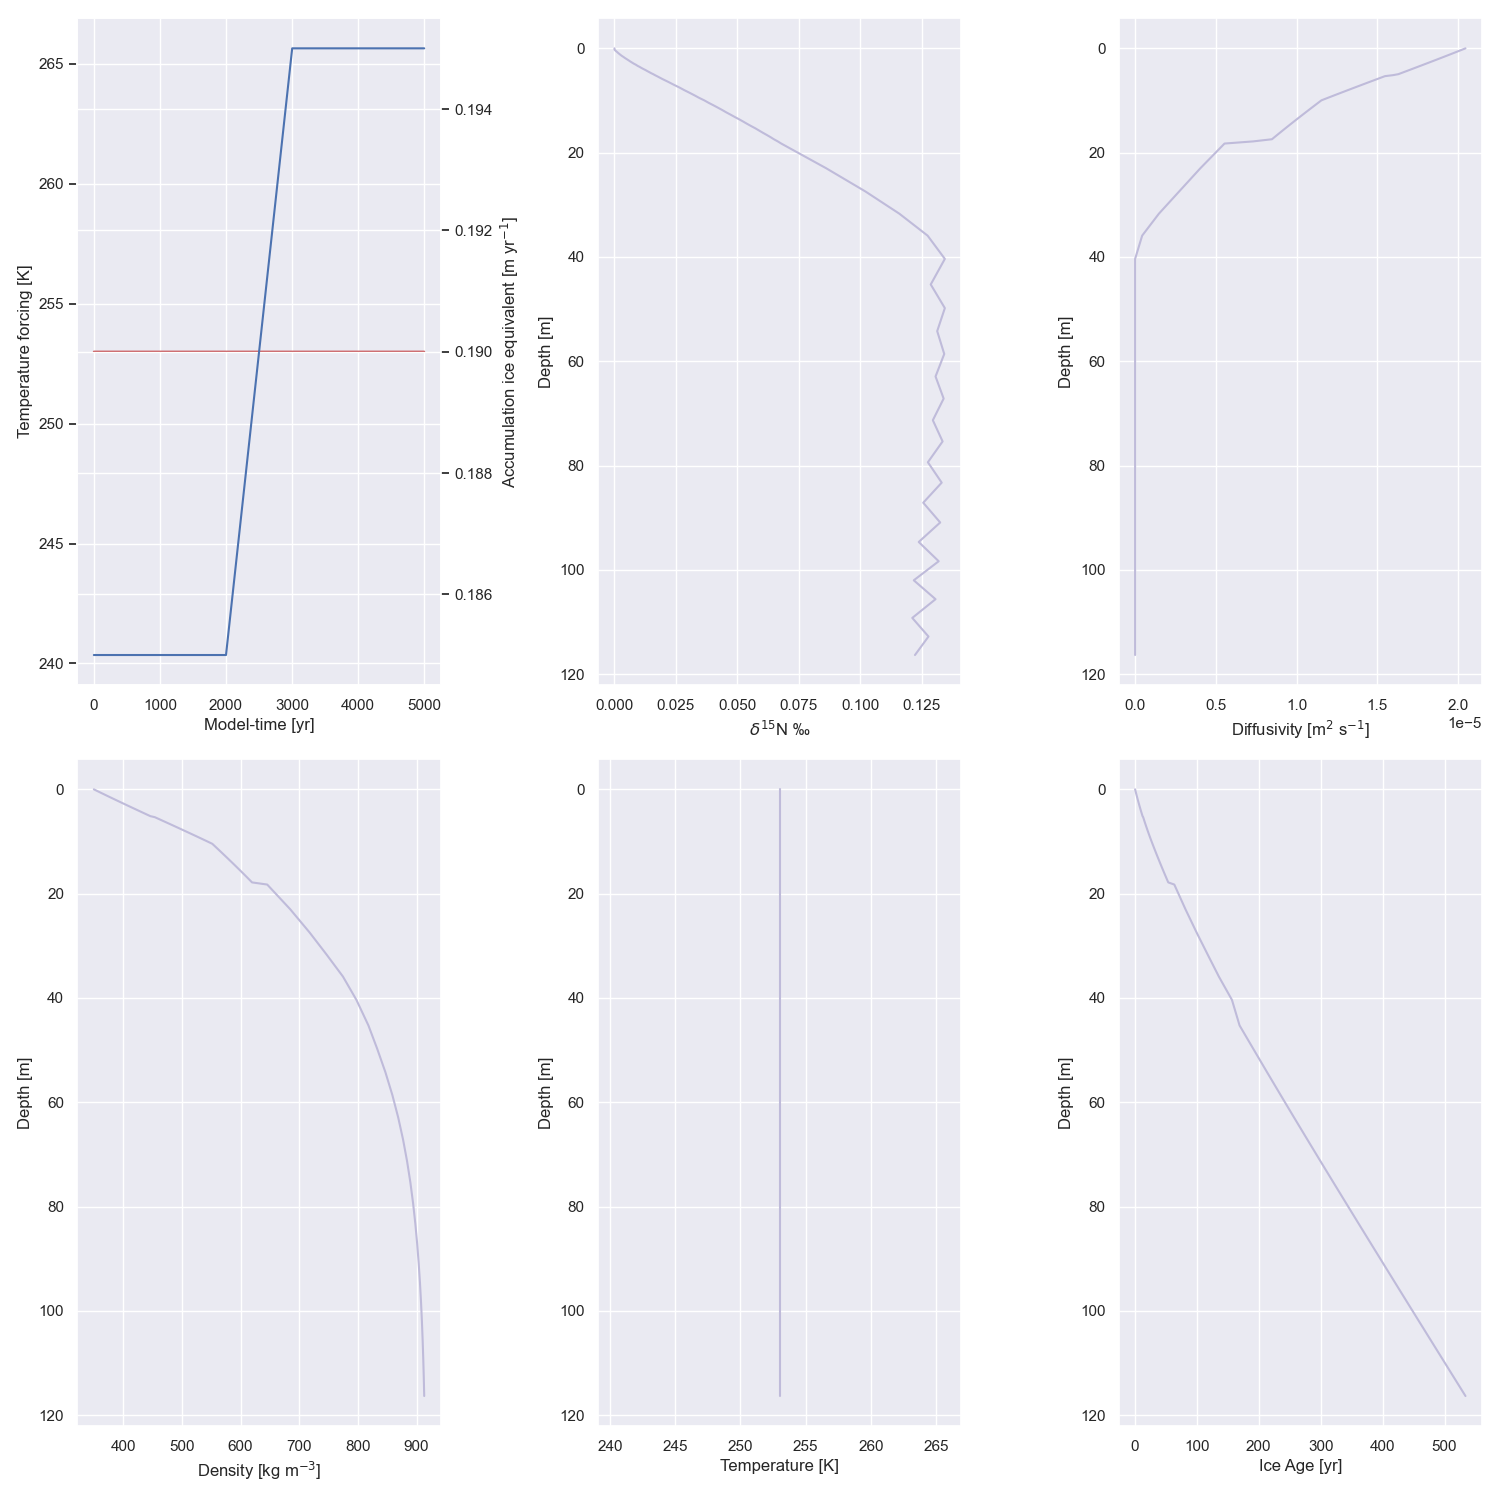 265
260
255
250
245
240
Temperature forcing [K]
0 1000 2000 3000 4000 5000
Model-time [yr]
0.194
0.192
0.190
0.188
0.186
Accumulation ice equivalent [m yr⁻¹]
0
20
40
60
80
100
120
Depth [m]
0.000 0.025 0.050 0.075 0.100 0.125
δ¹⁵N ‰
0
20
40
60
80
100
120
Depth [m]
0.0 0.5 1.0 1.5 2.0
1e−5
Diffusivity [m² s⁻¹]
0
20
40
60
80
100
120
Depth [m]
400 500 600 700 800 900
Density [kg m⁻³]
0
20
40
60
80
100
120
Depth [m]
240 245 250 255 260 265
Temperature [K]
0
20
40
60
80
100
120
Depth [m]
0 100 200 300 400 500
Ice Age [yr]